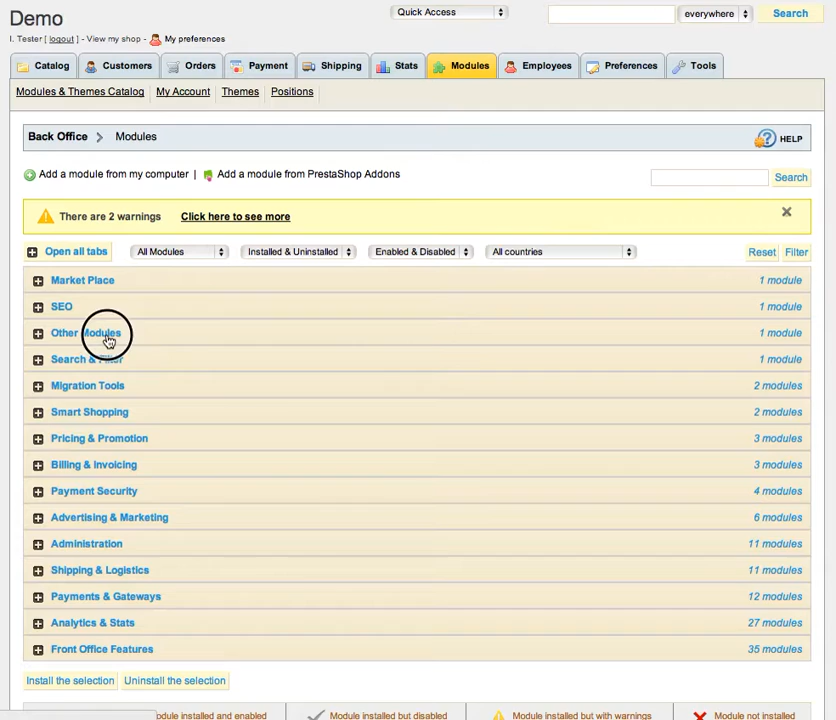 Demo
Quick Access
everywhere
Search
I. Tester [ logout ] - View my shop - My preferences
Catalog
Customers
Orders
Payment
Shipping
Stats
Modules
Employees
Preferences
Tools
Modules & Themes Catalog
My Account
Themes
Positions
Back Office > Modules
HELP
Add a module from my computer | Add a module from PrestaShop Addons
Search
There are 2 warnings Click here to see more
Open all tabs
All Modules
Installed & Uninstalled
Enabled & Disabled
All countries
Reset
Filter
Market Place 1 module
SEO 1 module
Other Modules 1 module
Search & Filter 1 module
Migration Tools 2 modules
Smart Shopping 2 modules
Pricing & Promotion 3 modules
Billing & Invoicing 3 modules
Payment Security 4 modules
Advertising & Marketing 6 modules
Administration 11 modules
Shipping & Logistics 11 modules
Payments & Gateways 12 modules
Analytics & Stats 27 modules
Front Office Features 35 modules
Install the selection
Uninstall the selection
installed and enabled
Module installed but disabled
Module installed but with warnings
Module not installed